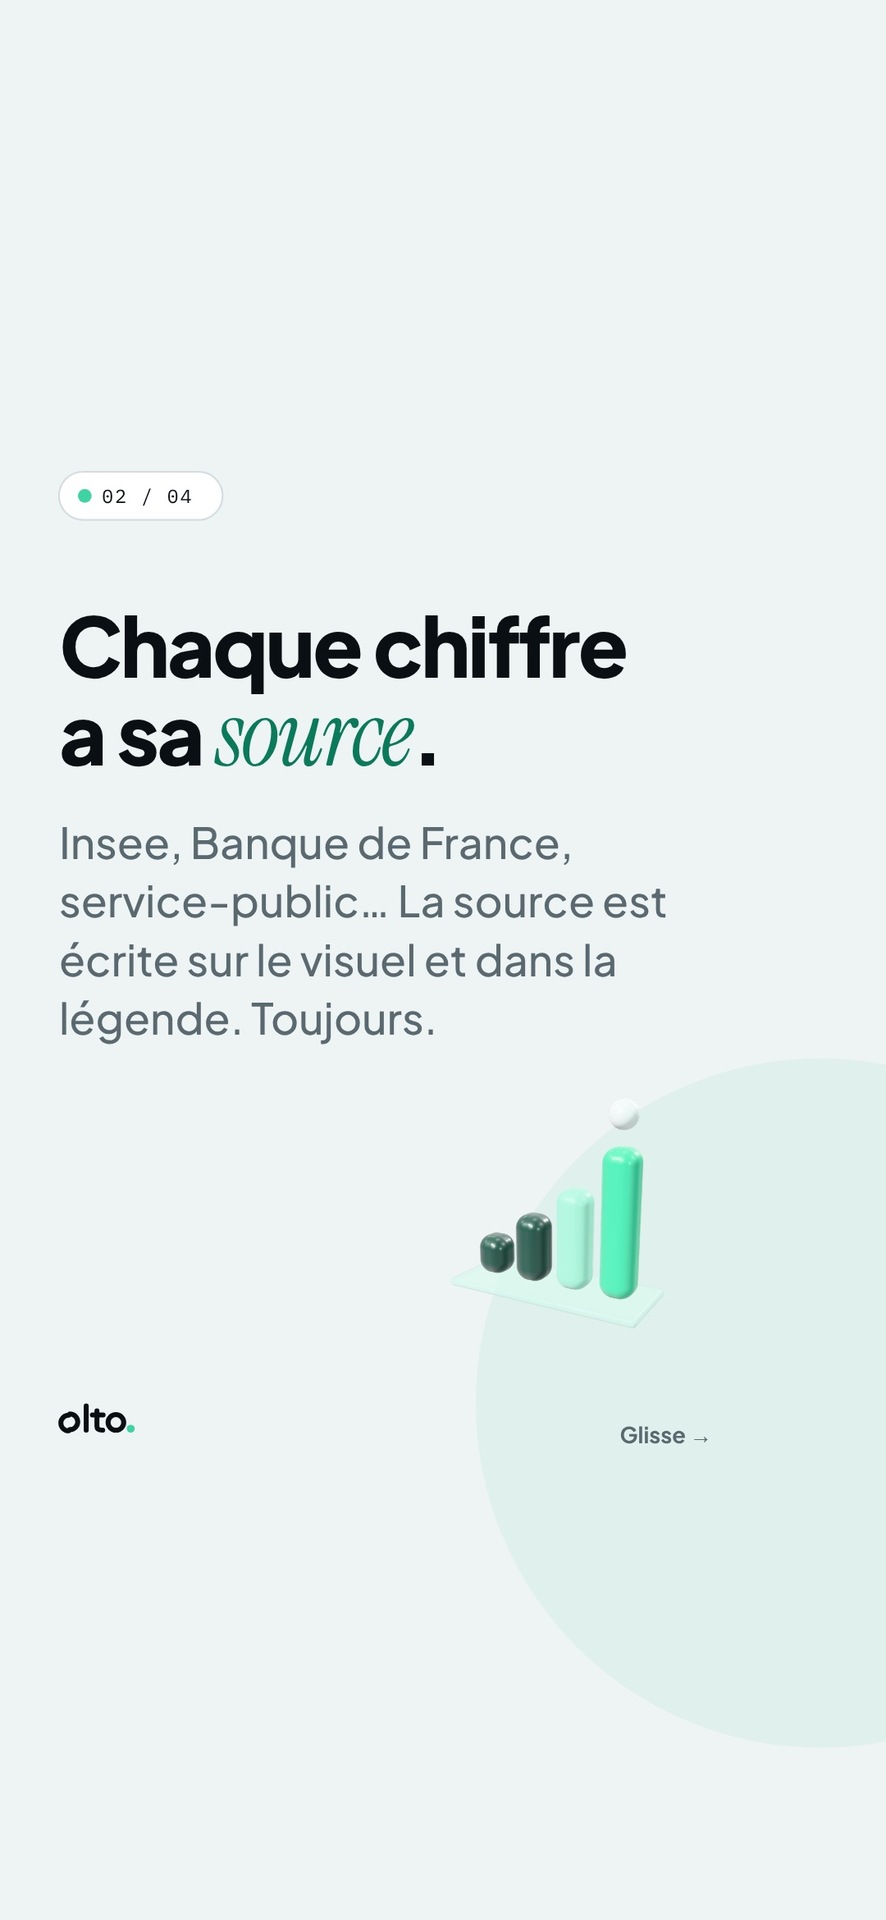 02 / 04
Chaque chiffre
a sa source.
Insee, Banque de France,
service-public… La source est
écrite sur le visuel et dans la
légende. Toujours.
olto.
Glisse →